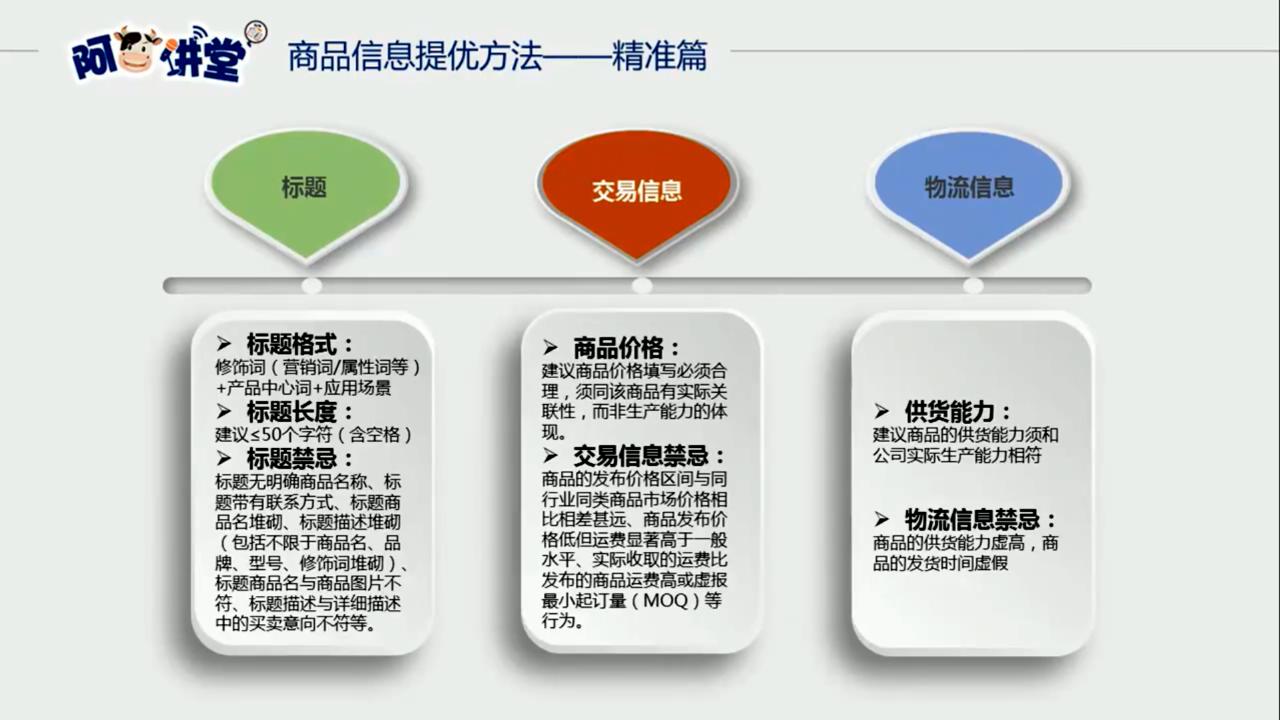 阿牛讲堂
商品信息提优方法——精准篇
标题
交易信息
物流信息
➢ 标题格式：
修饰词（营销词/属性词等）
+产品中心词+应用场景
➢ 标题长度：
建议≤50个字符（含空格）
➢ 标题禁忌：
标题无明确商品名称、标
题带有联系方式、标题商
品名堆砌、标题描述堆砌
（包括不限于商品名、品
牌、型号、修饰词堆砌）、
标题商品名与商品图片不
符、标题描述与详细描述
中的买卖意向不符等。
➢ 商品价格：
建议商品价格填写必须合
理，须同该商品有实际关
联性，而非生产能力的体
现。
➢ 交易信息禁忌：
商品的发布价格区间与同
行业同类商品市场价格相
比相差甚远、商品发布价
格低但运费显著高于一般
水平、实际收取的运费比
发布的商品运费高或虚报
最小起订量（MOQ）等
行为。
➢ 供货能力：
建议商品的供货能力须和
公司实际生产能力相符
➢ 物流信息禁忌：
商品的供货能力虚高，商
品的发货时间虚假